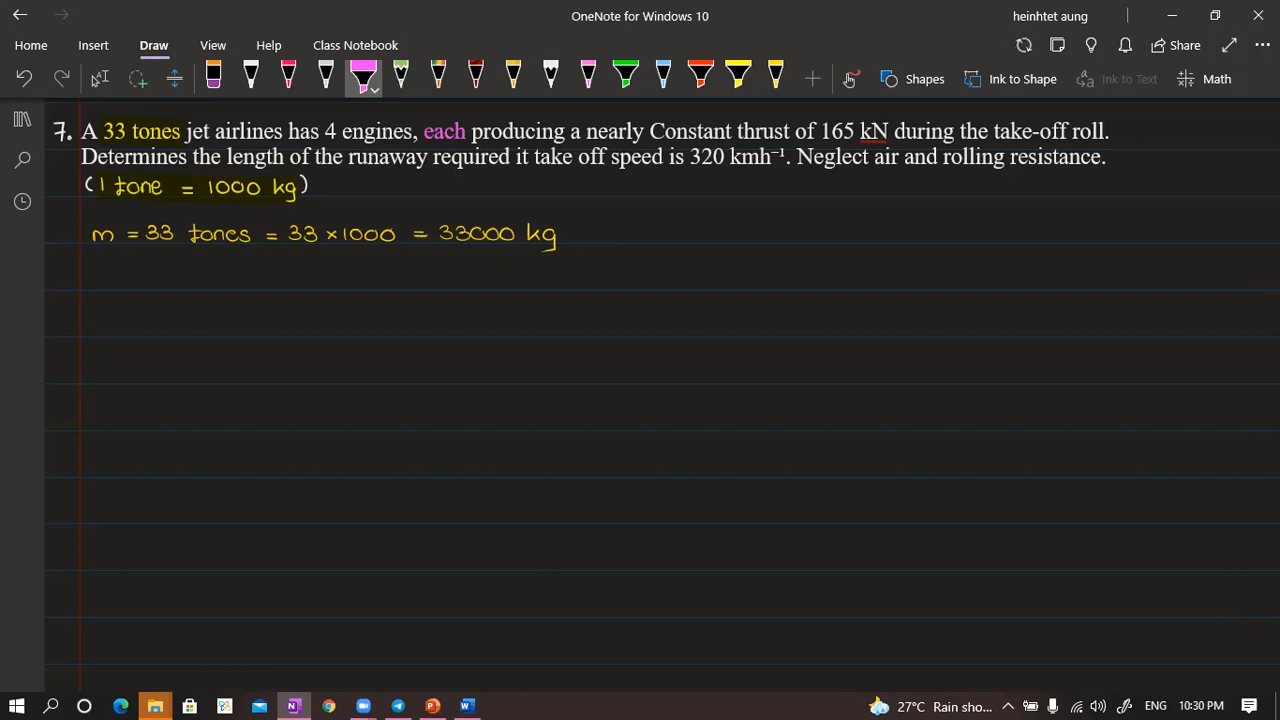 OneNote for Windows 10
heinhtet aung
Home Insert Draw View Help Class Notebook
Share
Shapes Ink to Shape Ink to Text Math
7. A 33 tones jet airlines has 4 engines, each producing a nearly Constant thrust of 165 kN during the take-off roll.
Determines the length of the runaway required it take off speed is 320 kmh⁻¹. Neglect air and rolling resistance.
(1 tone = 1000 kg)
m = 33 tones = 33 × 1000 = 33000 kg
27°C Rain sho... ENG 10:30 PM